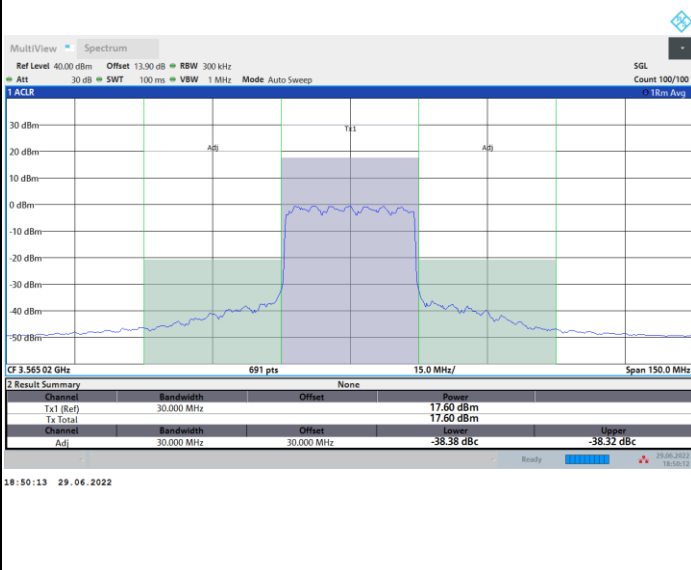 MultiView Spectrum
Ref Level 40.00 dBm Offset 13.90 dB RBW 300 kHz SGL
Att 30 dB SWT 100 ms VBW 1 MHz Mode Auto Sweep Count 100/100
1 ACLR 1Rm Avg
30 dBm
Tx1
20 dBm Adj Adj
10 dBm
0 dBm
-10 dBm
-20 dBm
-30 dBm
-40 dBm
-50 dBm
CF 3.565 02 GHz 691 pts 15.0 MHz/ Span 150.0 MHz
2 Result Summary None
Channel Bandwidth Offset Power
Tx1 (Ref) 30.000 MHz 17.60 dBm
Tx Total 17.60 dBm
Channel Bandwidth Offset Lower Upper
Adj 30.000 MHz 30.000 MHz -38.38 dBc -38.32 dBc
Ready 29.06.2022
18:50:12
18:50:13 29.06.2022